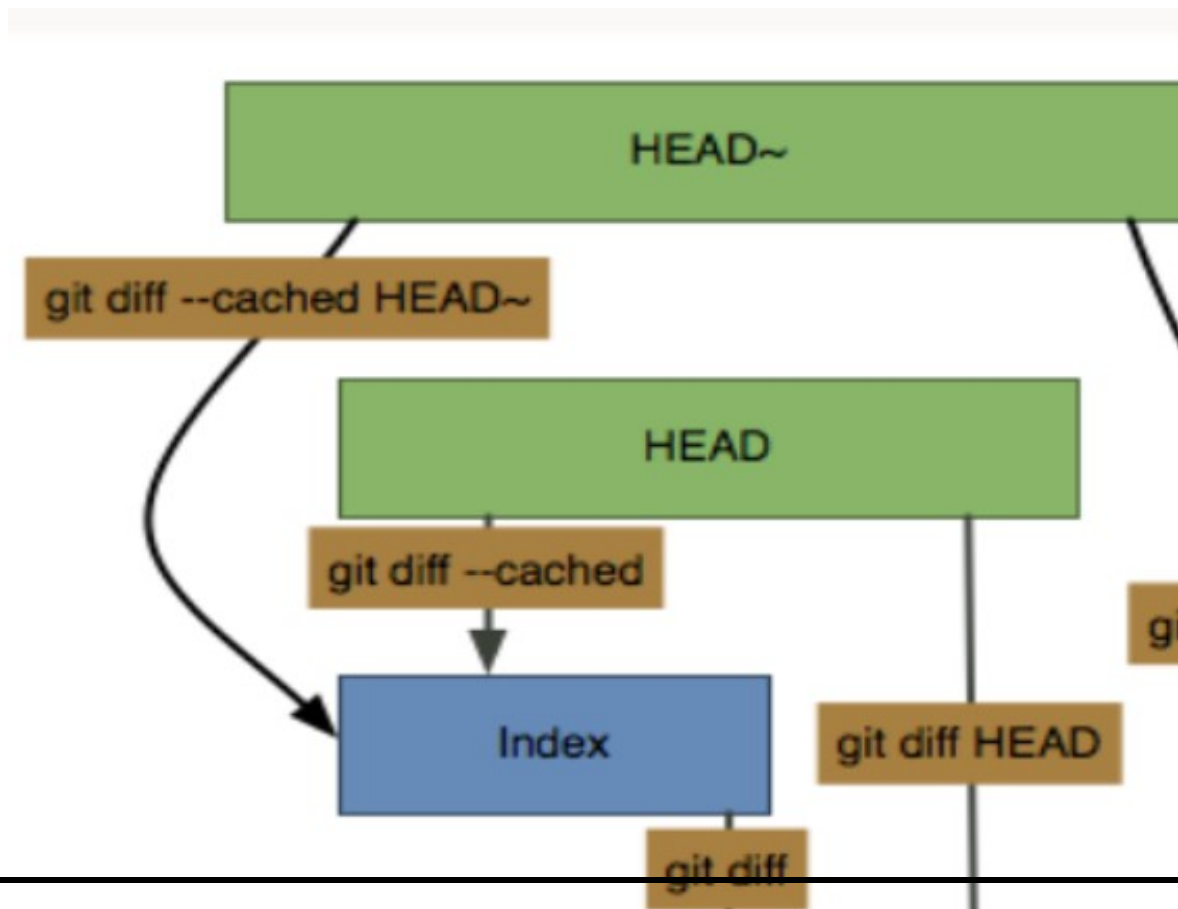 HEAD~
git diff --cached HEAD~
HEAD
git diff --cached
Index
git diff HEAD
git diff